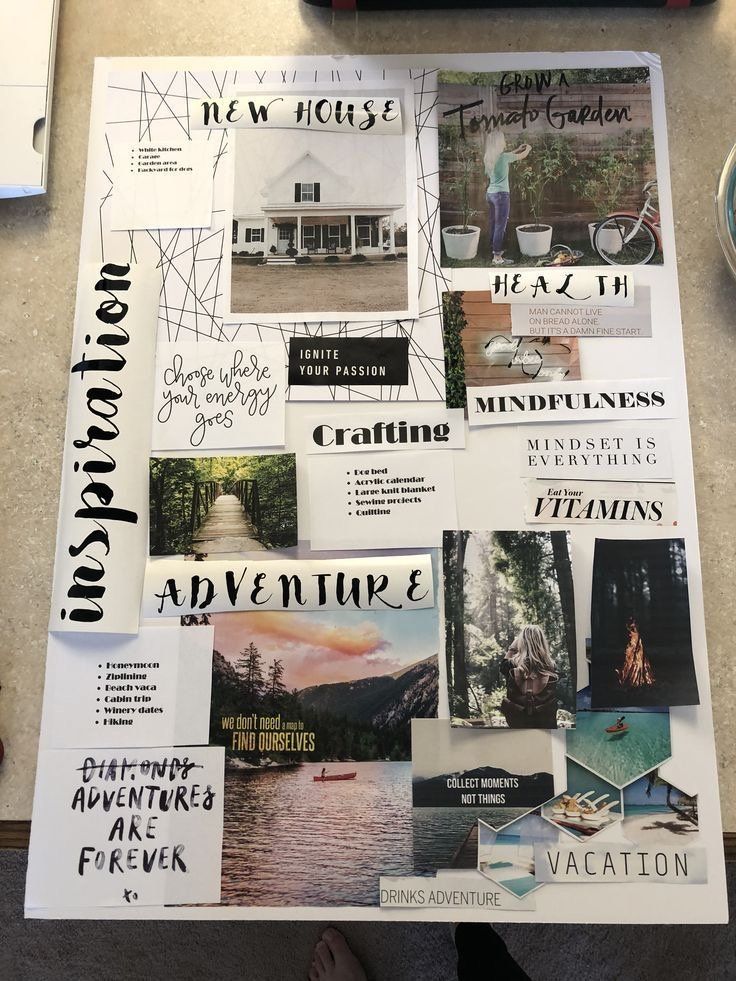 NEW HOUSE
• White kitchen
• Garage
• Garden area
• Backyard for dogs
GROW A
Tomato Garden
HEALTH
MAN CANNOT LIVE
ON BREAD ALONE.
BUT IT'S A DAMN FINE START.
inspiration
choose where
your energy
goes
IGNITE
YOUR PASSION
MINDFULNESS
Crafting
• Dog bed
• Acrylic calendar
• Large knit blanket
• Sewing projects
• Quilting
MINDSET IS
EVERYTHING
Eat Your
VITAMINS
ADVENTURE
• Honeymoon
• Ziplining
• Beach vaca
• Cabin trip
• Winery dates
• Hiking
we don't need a map to
FIND OURSELVES
DIAMONDS
ADVENTURES
ARE
FOREVER
xo
COLLECT MOMENTS
NOT THINGS
VACATION
DRINKS ADVENTURE